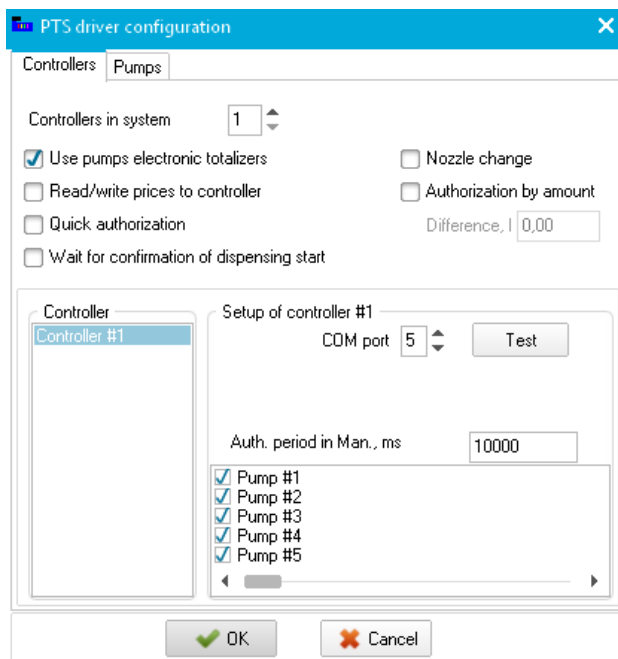 PTS driver configuration
Controllers Pumps
Controllers in system 1
Use pumps electronic totalizers Nozzle change
Read/write prices to controller Authorization by amount
Quick authorization Difference, l 0,00
Wait for confirmation of dispensing start
Controller Setup of controller #1
Controller #1 COM port 5 Test
Auth. period in Man., ms 10000
Pump #1
Pump #2
Pump #3
Pump #4
Pump #5
OK Cancel